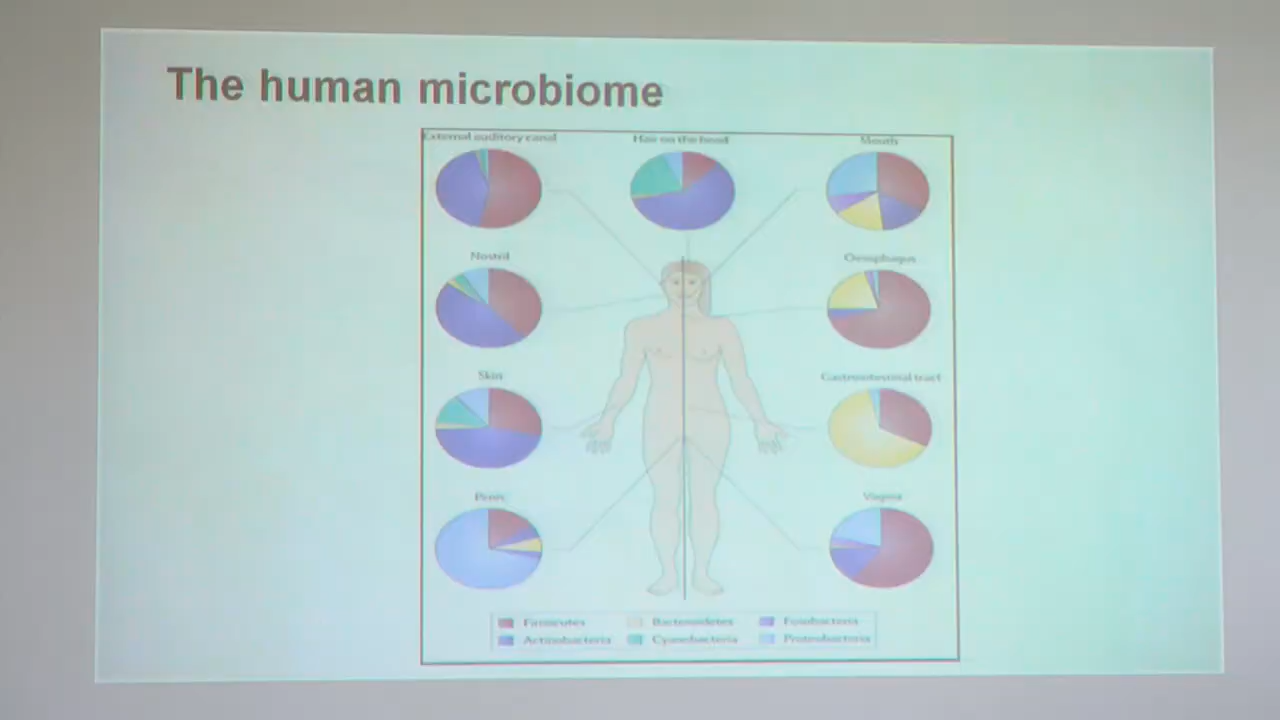 The human microbiome
External auditory canal
Hair on the head
Mouth
Nostril
Oesophagus
Skin
Gastrointestinal tract
Penis
Vagina
Firmicutes
Bacteroidetes
Fusobacteria
Actinobacteria
Cyanobacteria
Proteobacteria